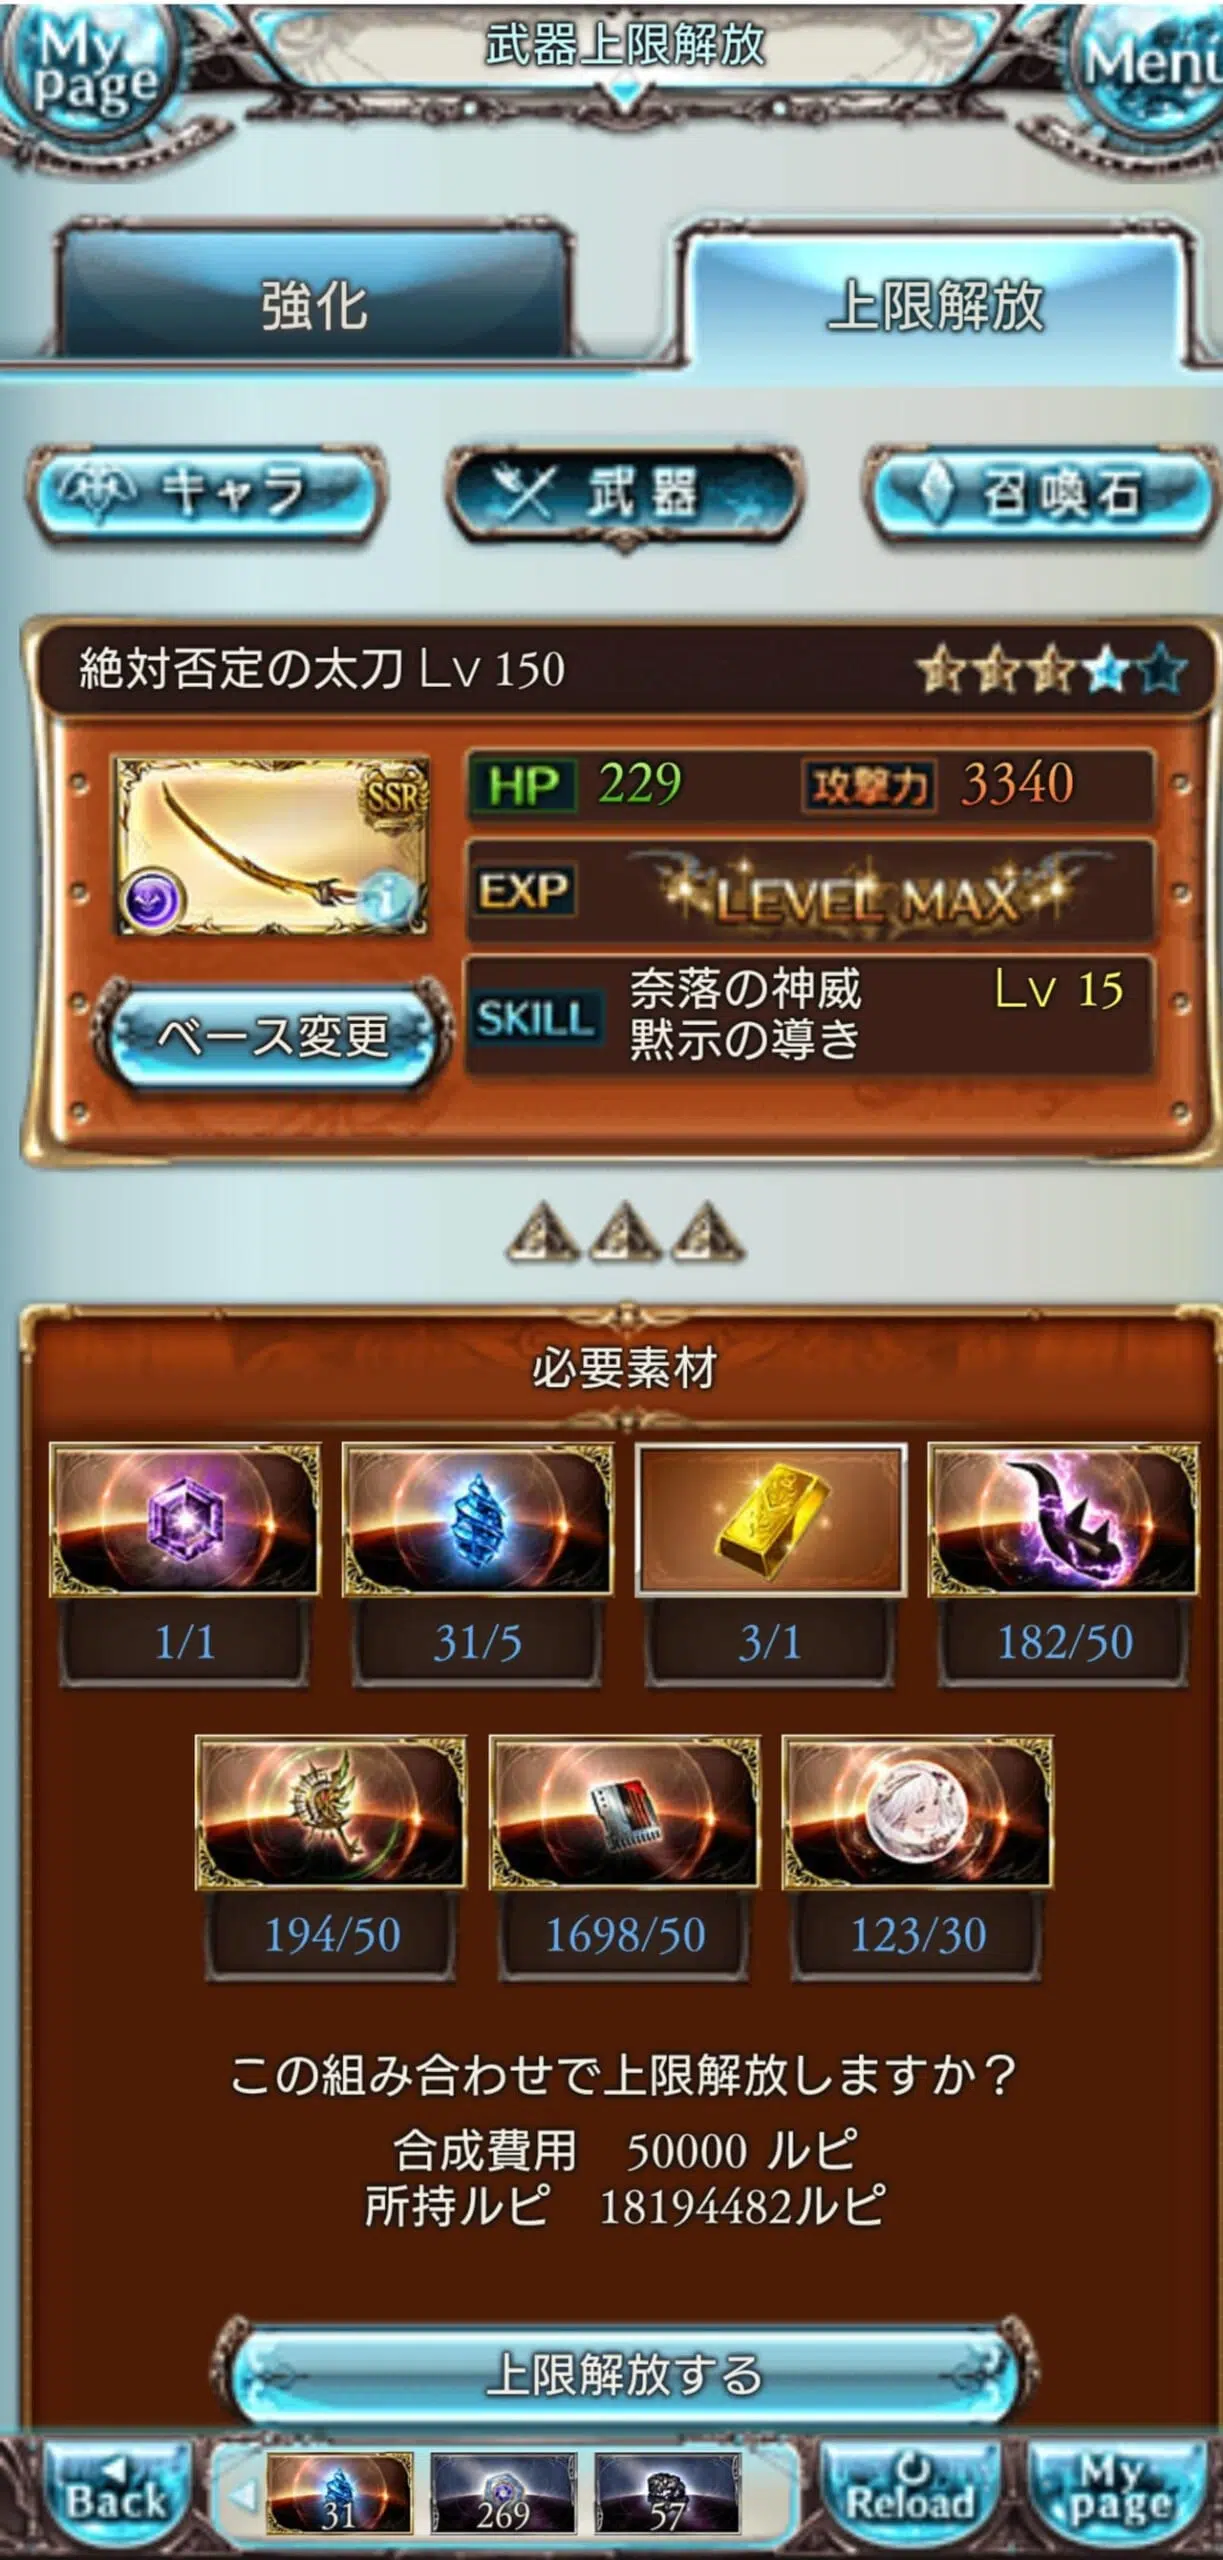 My page
武器上限解放
Menu
強化
上限解放
キャラ
武器
召喚石
絶対否定の太刀 Lv 150
SSR
HP 229 攻撃力 3340
EXP LEVEL MAX
SKILL 奈落の神威 Lv 15
黙示の導き
ベース変更
必要素材
1/1 31/5 3/1 182/50
194/50 1698/50 123/30
この組み合わせで上限解放しますか？
合成費用 50000 ルピ
所持ルピ 18194482ルピ
上限解放する
Back
31 269 57
Reload
My page